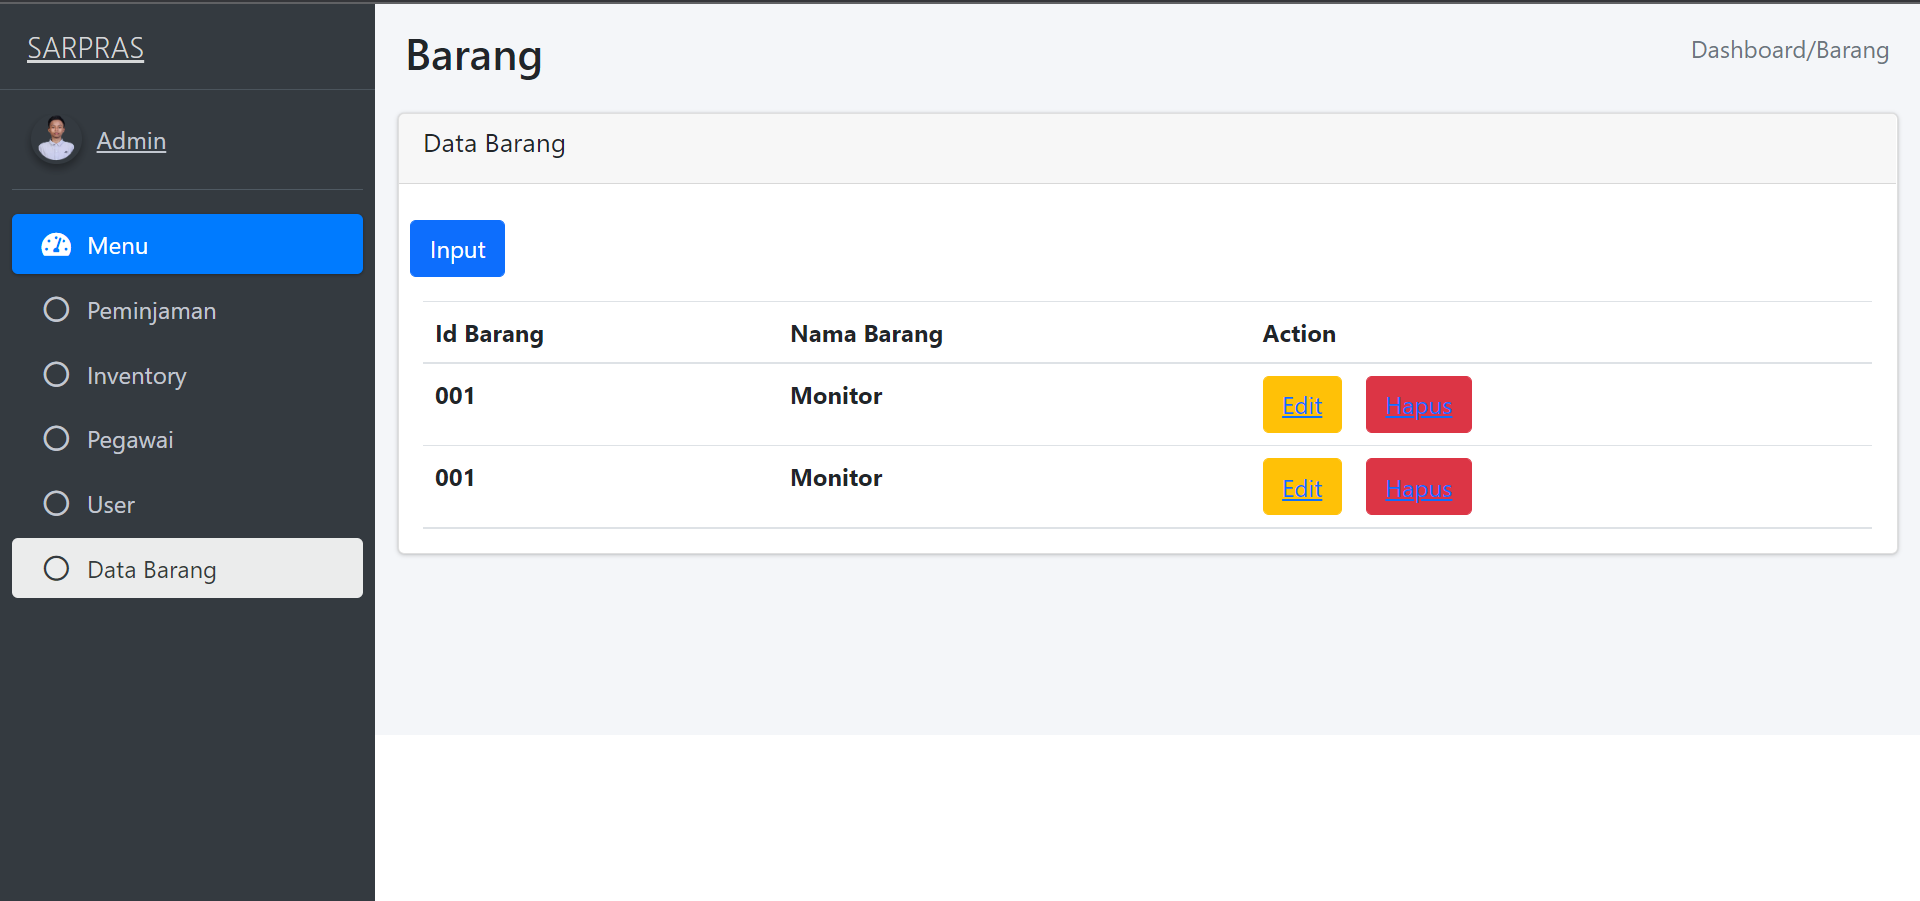 SARPRAS
Admin
Menu
Peminjaman
Inventory
Pegawai
User
Data Barang
Barang
Dashboard/Barang
Data Barang
Input
Id Barang Nama Barang Action
001 Monitor Edit Hapus
001 Monitor Edit Hapus